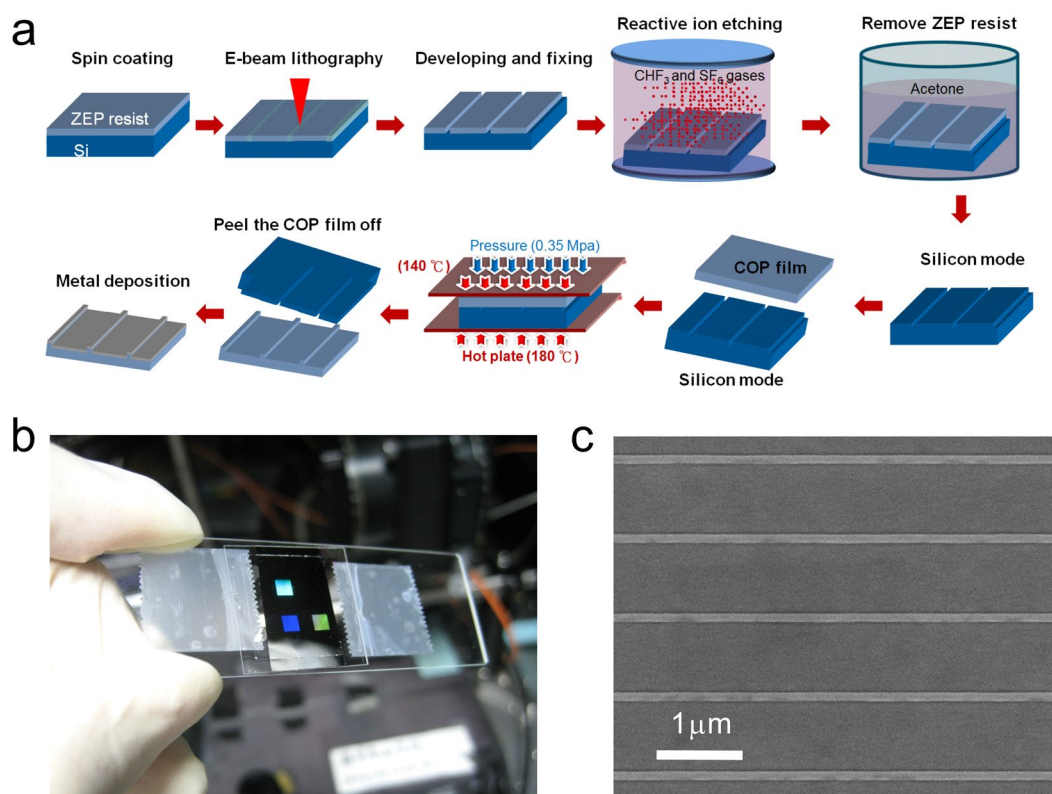 a
Spin coating
E-beam lithography
Developing and fixing
Reactive ion etching
Remove ZEP resist
ZEP resist
Si
CHF3 and SF6 gases
Acetone
Peel the COP film off
Metal deposition
Pressure (0.35 Mpa)
(140 ℃)
Hot plate (180 ℃)
COP film
Silicon mode
Silicon mode
b
c
1μm